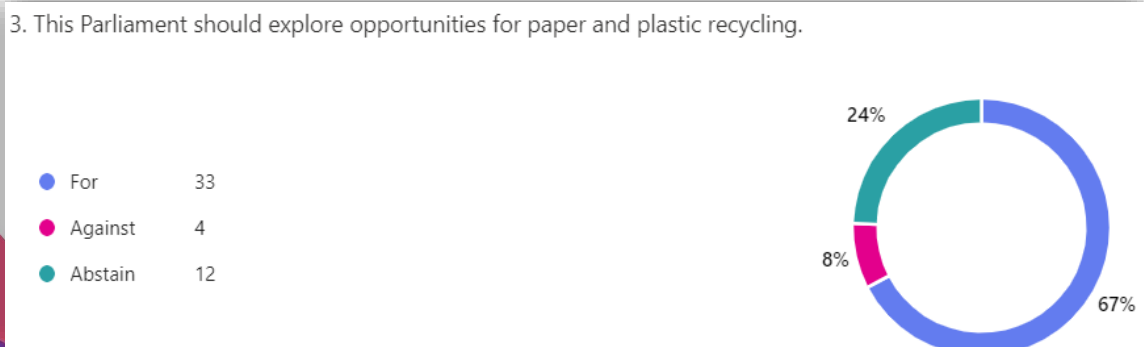 3. This Parliament should explore opportunities for paper and plastic recycling.
24%
For 33
Against 4
8%
Abstain 12
67%